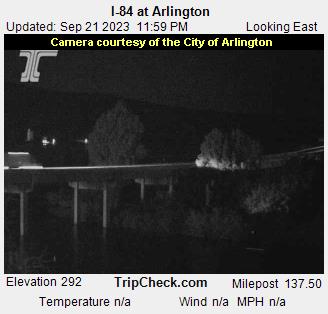 I-84 at Arlington
Updated: Sep 21 2023 11:59 PM Looking East
Camera courtesy of the City of Arlington
Elevation 292 TripCheck.com Milepost 137.50
Temperature n/a Wind n/a MPH n/a